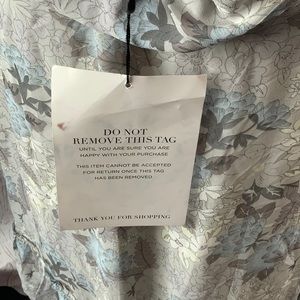 DO NOT
REMOVE THIS TAG
UNTIL YOU ARE SURE YOU ARE
HAPPY WITH YOUR PURCHASE
THIS ITEM CANNOT BE ACCEPTED
FOR RETURN ONCE THIS TAG
HAS BEEN REMOVED.
THANK YOU FOR SHOPPING